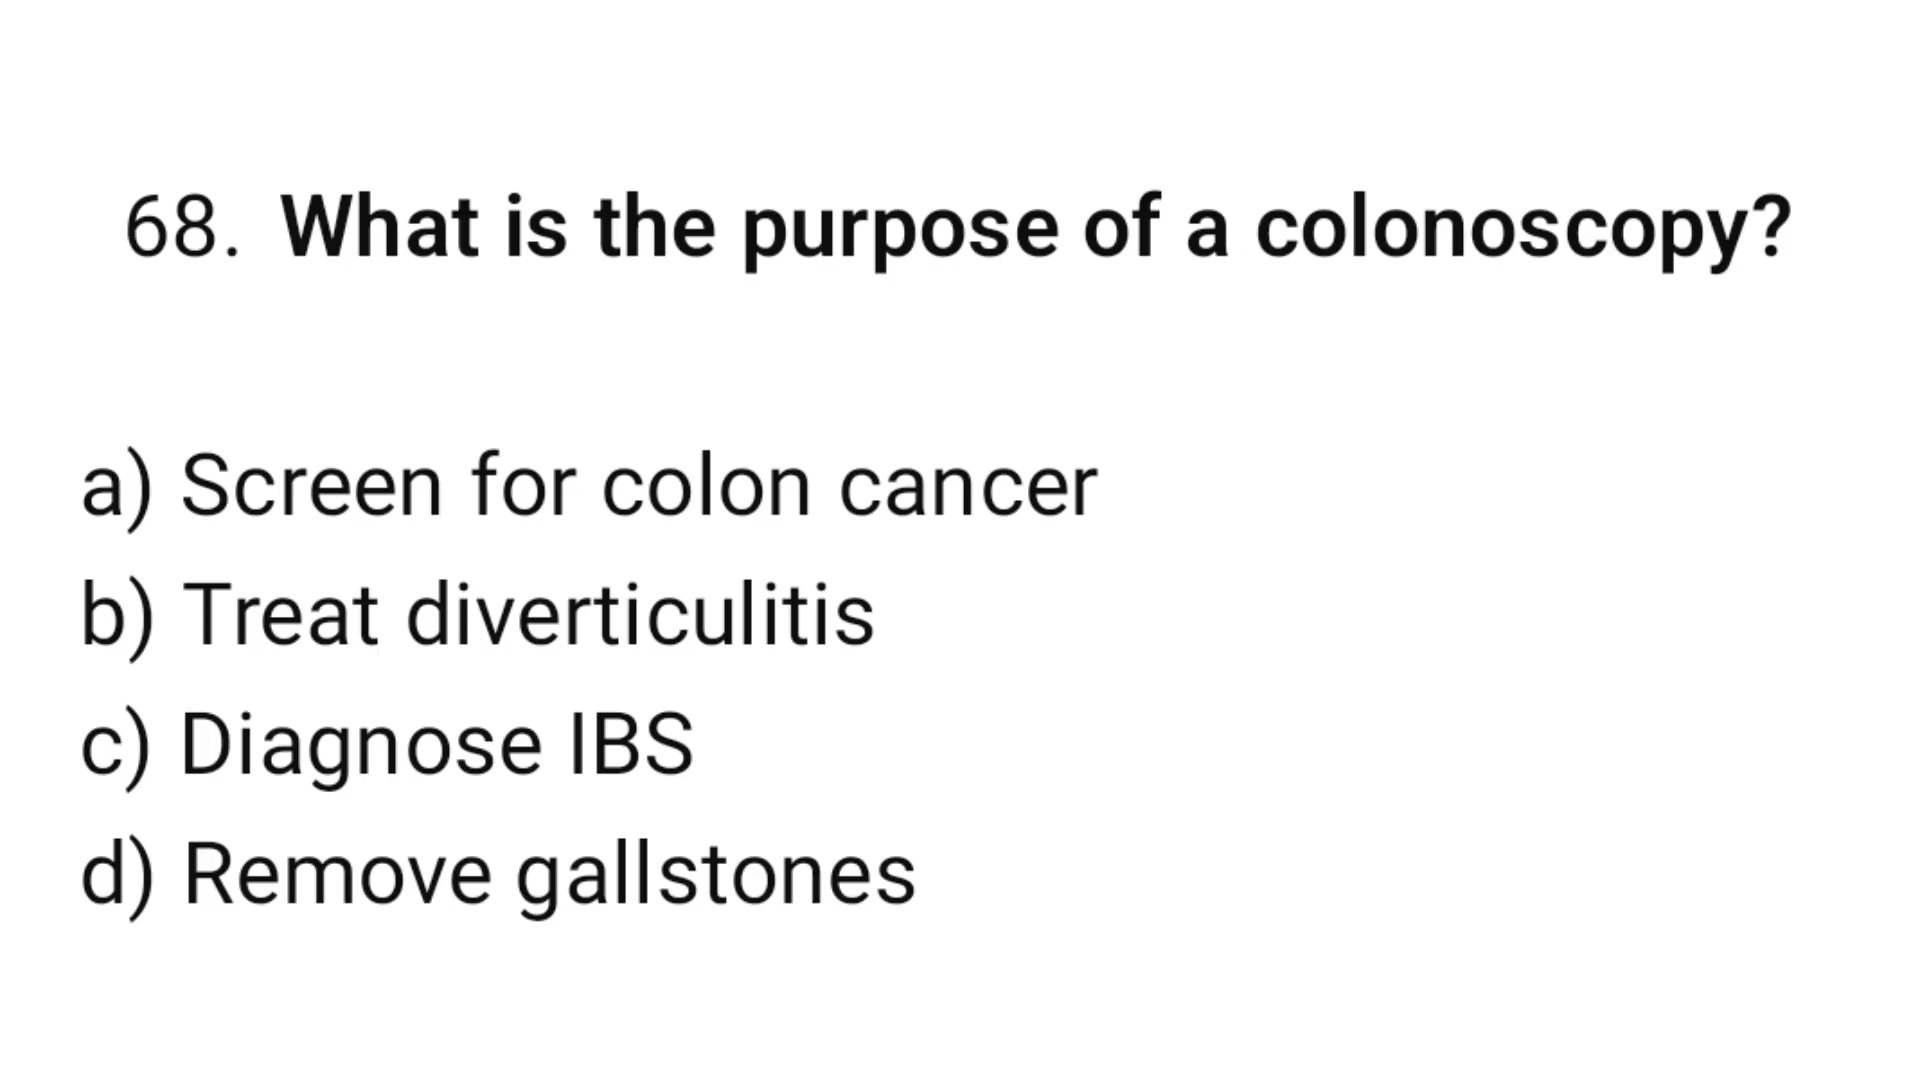 68. What is the purpose of a colonoscopy?
a) Screen for colon cancer
b) Treat diverticulitis
c) Diagnose IBS
d) Remove gallstones